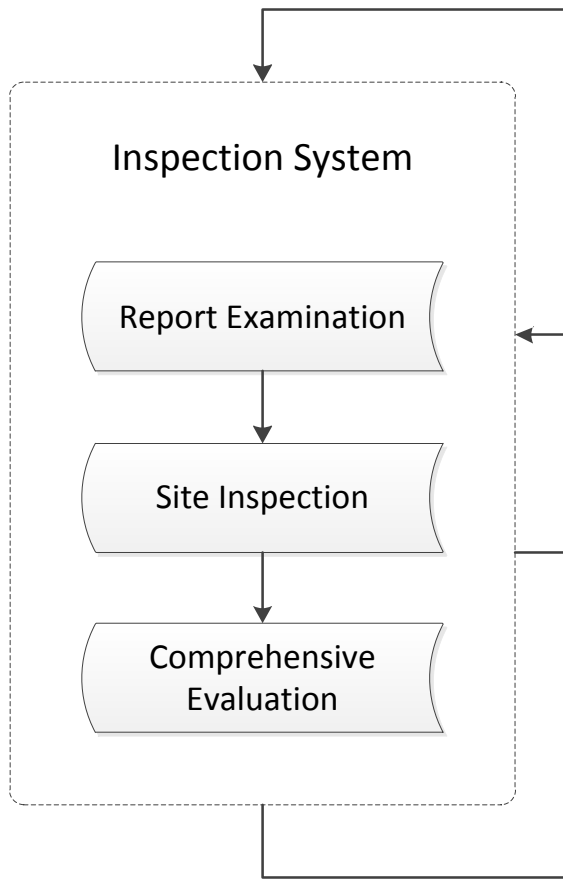 Inspection System
Report Examination
Site Inspection
Comprehensive
Evaluation